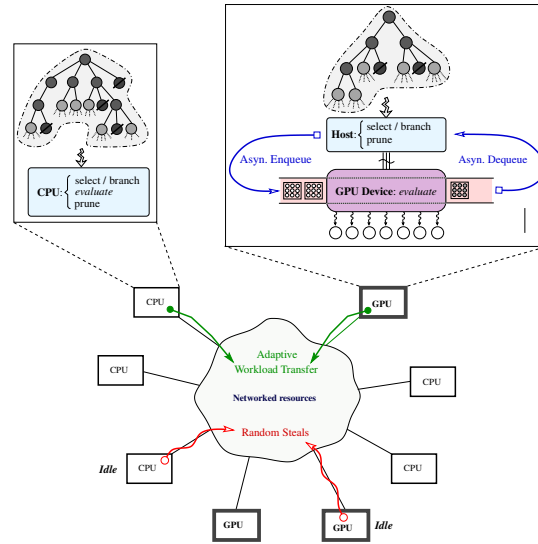 CPU: { select / branch
evaluate
prune
Host: { select / branch
prune
Asyn. Enqueue
Asyn. Dequeue
GPU Device: evaluate
CPU
GPU
Adaptive
Workload Transfer
CPU
CPU
Networked resources
Random Steals
Idle
CPU
CPU
GPU
GPU
Idle